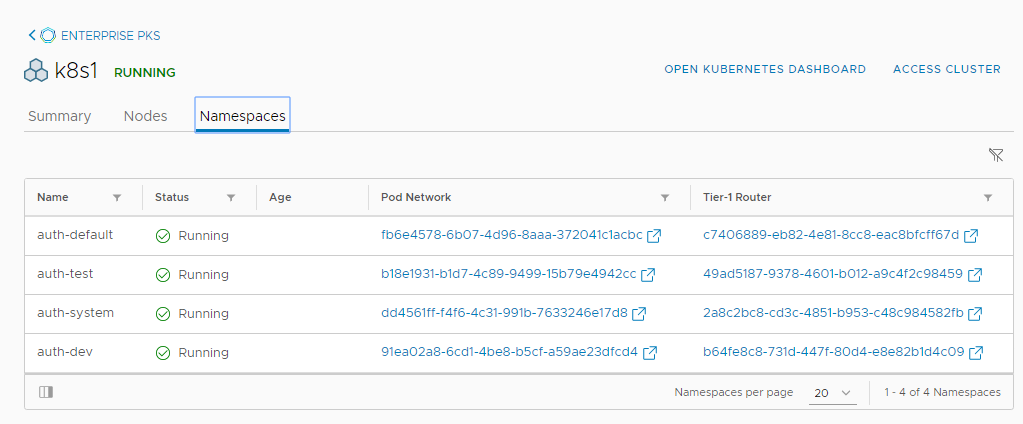 ENTERPRISE PKS
k8s1 RUNNING OPEN KUBERNETES DASHBOARD ACCESS CLUSTER
Summary Nodes Namespaces
Name Status Age Pod Network Tier-1 Router
auth-default Running fb6e4578-6b07-4d96-8aaa-372041c1acbc c7406889-eb82-4e81-8cc8-eac8bfcff67d
auth-test Running b18e1931-b1d7-4c89-9499-15b79e4942cc 49ad5187-9378-4601-b012-a9c4f2c98459
auth-system Running dd4561ff-f4f6-4c31-991b-7633246e17d8 2a8c2bc8-cd3c-4851-b953-c48c984582fb
auth-dev Running 91ea02a8-6cd1-4be8-b5cf-a59ae23dfcd4 b64fe8c8-731d-447f-80d4-e8e82b1d4c09
Namespaces per page 20 1 - 4 of 4 Namespaces